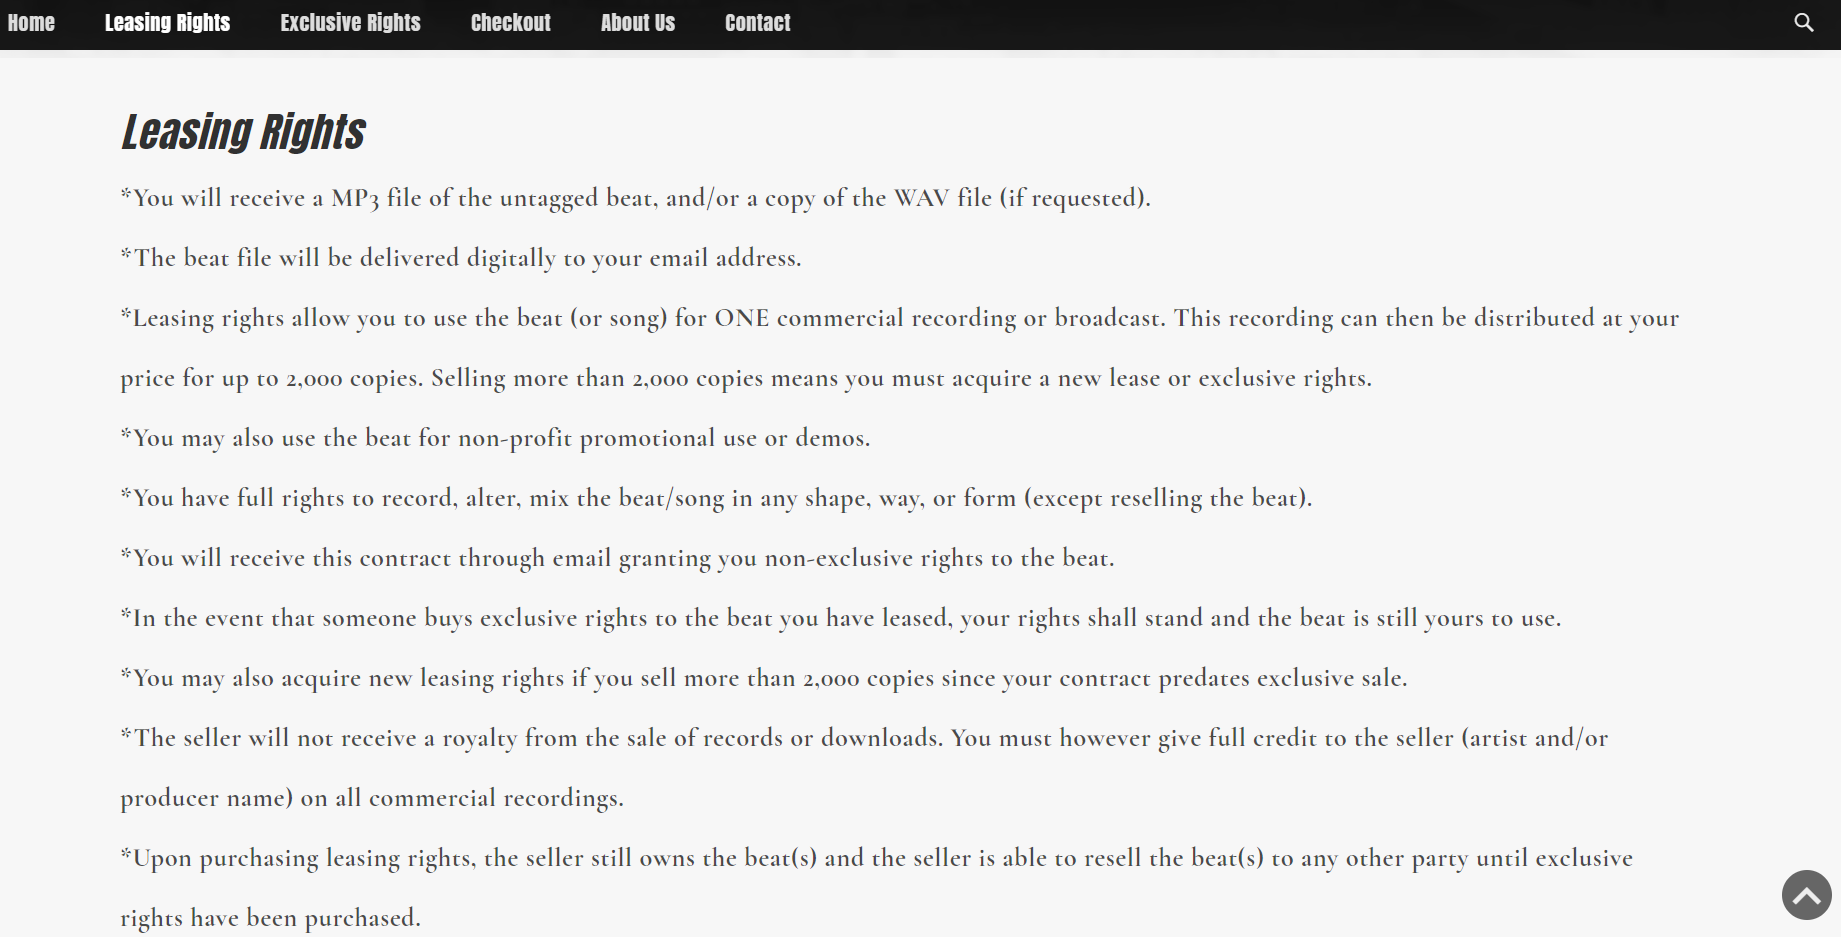 Home Leasing Rights Exclusive Rights Checkout About Us Contact
Leasing Rights
*You will receive a MP3 file of the untagged beat, and/or a copy of the WAV file (if requested).
*The beat file will be delivered digitally to your email address.
*Leasing rights allow you to use the beat (or song) for ONE commercial recording or broadcast. This recording can then be distributed at your
price for up to 2,000 copies. Selling more than 2,000 copies means you must acquire a new lease or exclusive rights.
*You may also use the beat for non-profit promotional use or demos.
*You have full rights to record, alter, mix the beat/song in any shape, way, or form (except reselling the beat).
*You will receive this contract through email granting you non-exclusive rights to the beat.
*In the event that someone buys exclusive rights to the beat you have leased, your rights shall stand and the beat is still yours to use.
*You may also acquire new leasing rights if you sell more than 2,000 copies since your contract predates exclusive sale.
*The seller will not receive a royalty from the sale of records or downloads. You must however give full credit to the seller (artist and/or
producer name) on all commercial recordings.
*Upon purchasing leasing rights, the seller still owns the beat(s) and the seller is able to resell the beat(s) to any other party until exclusive
rights have been purchased.